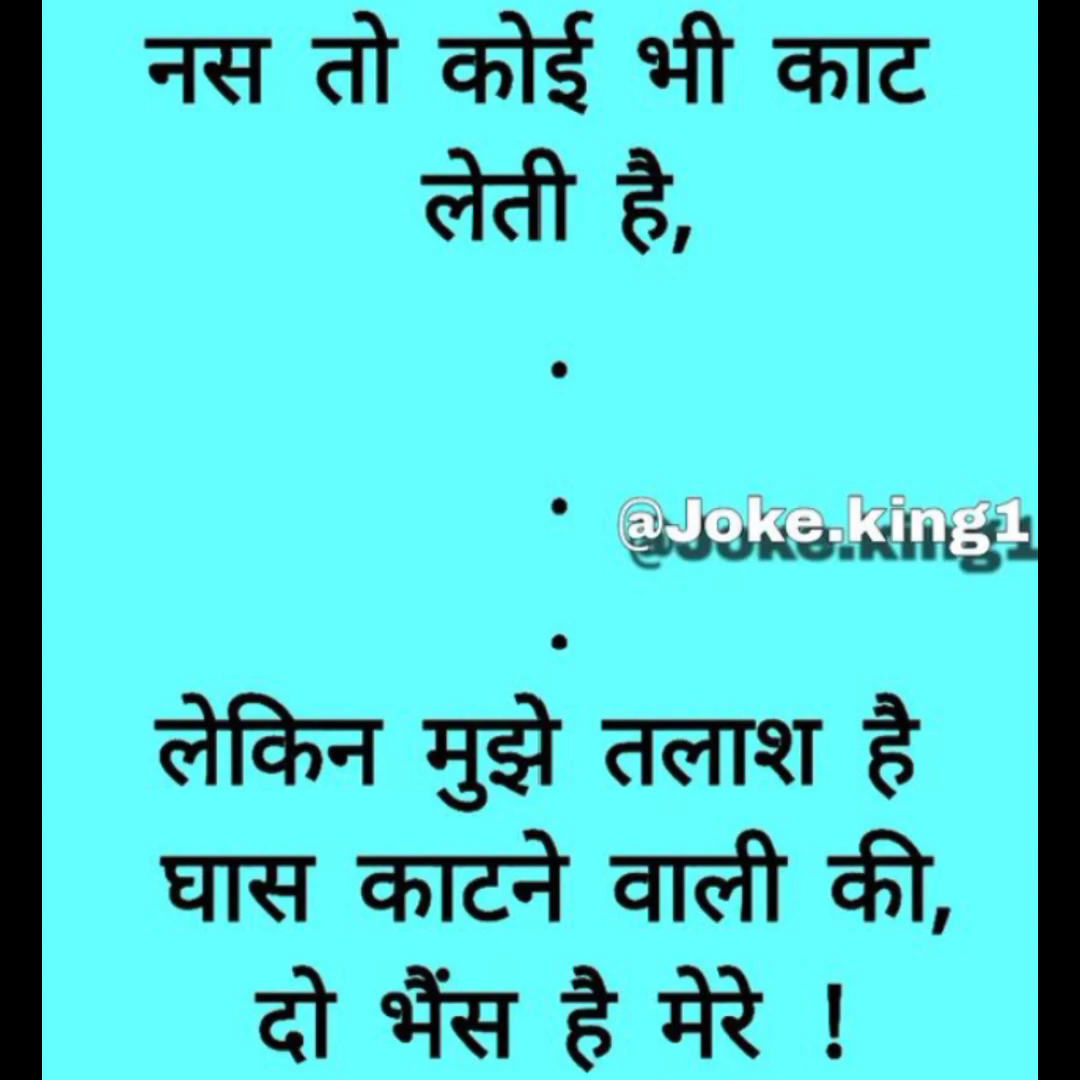 नस तो कोई भी काट
लेती है,
.
. @Joke.king1
.
लेकिन मुझे तलाश है
घास काटने वाली की,
दो भैंस है मेरे !